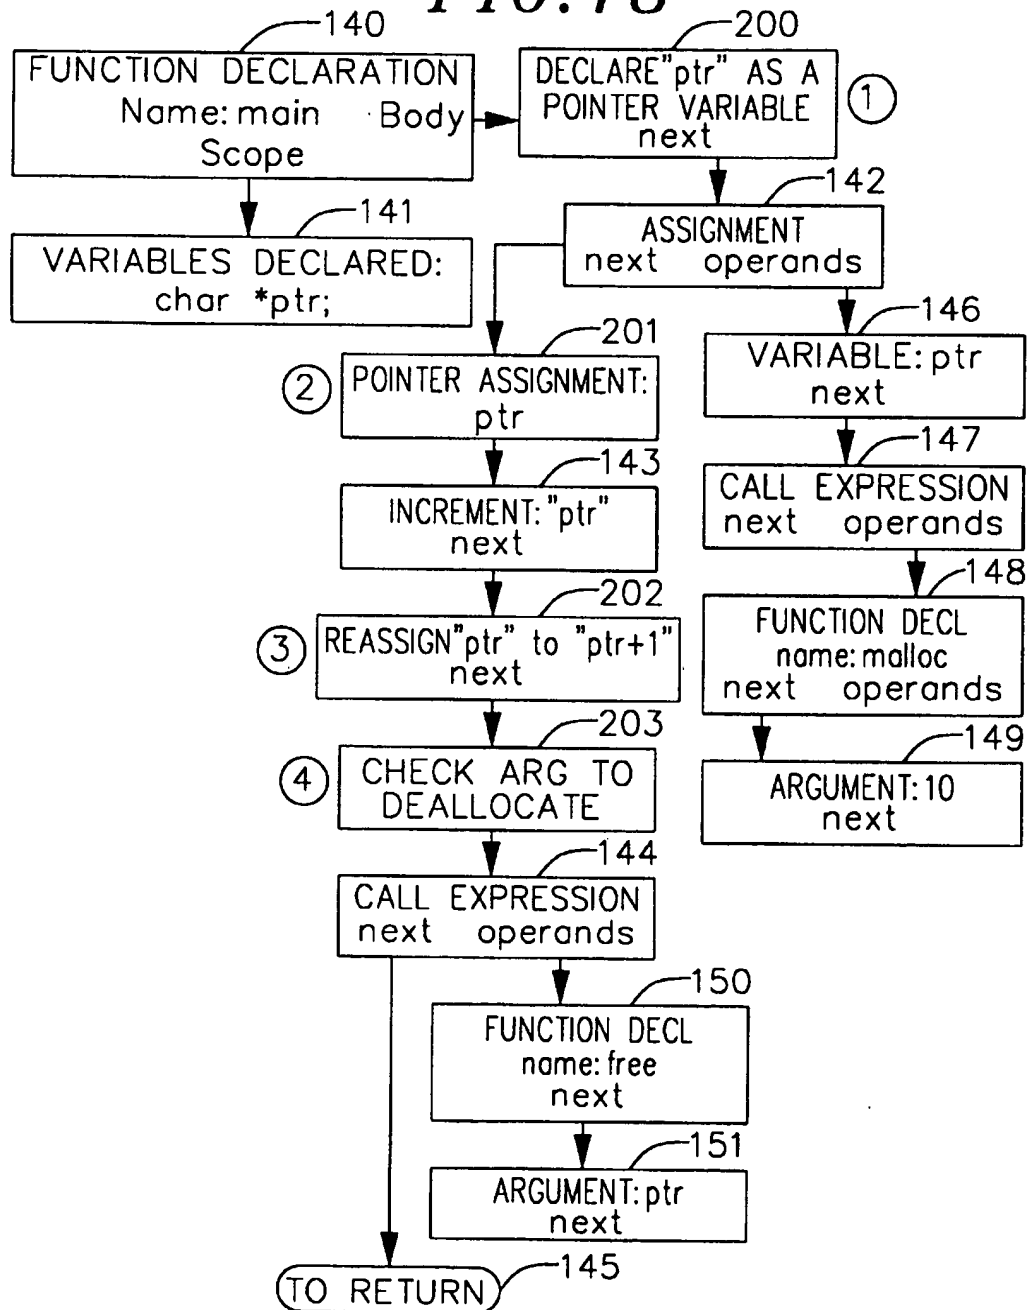 140
FUNCTION DECLARATION
Name: main Body
Scope
200
DECLARE "ptr" AS A
POINTER VARIABLE
next
1
141
VARIABLES DECLARED:
char *ptr;
142
ASSIGNMENT
next operands
201
2
POINTER ASSIGNMENT:
ptr
146
VARIABLE: ptr
next
143
INCREMENT: "ptr"
next
147
CALL EXPRESSION
next operands
202
3
REASSIGN "ptr" to "ptr+1"
next
148
FUNCTION DECL
name: malloc
next operands
203
4
CHECK ARG TO
DEALLOCATE
149
ARGUMENT: 10
next
144
CALL EXPRESSION
next operands
150
FUNCTION DECL
name: free
next
151
ARGUMENT: ptr
next
TO RETURN
145